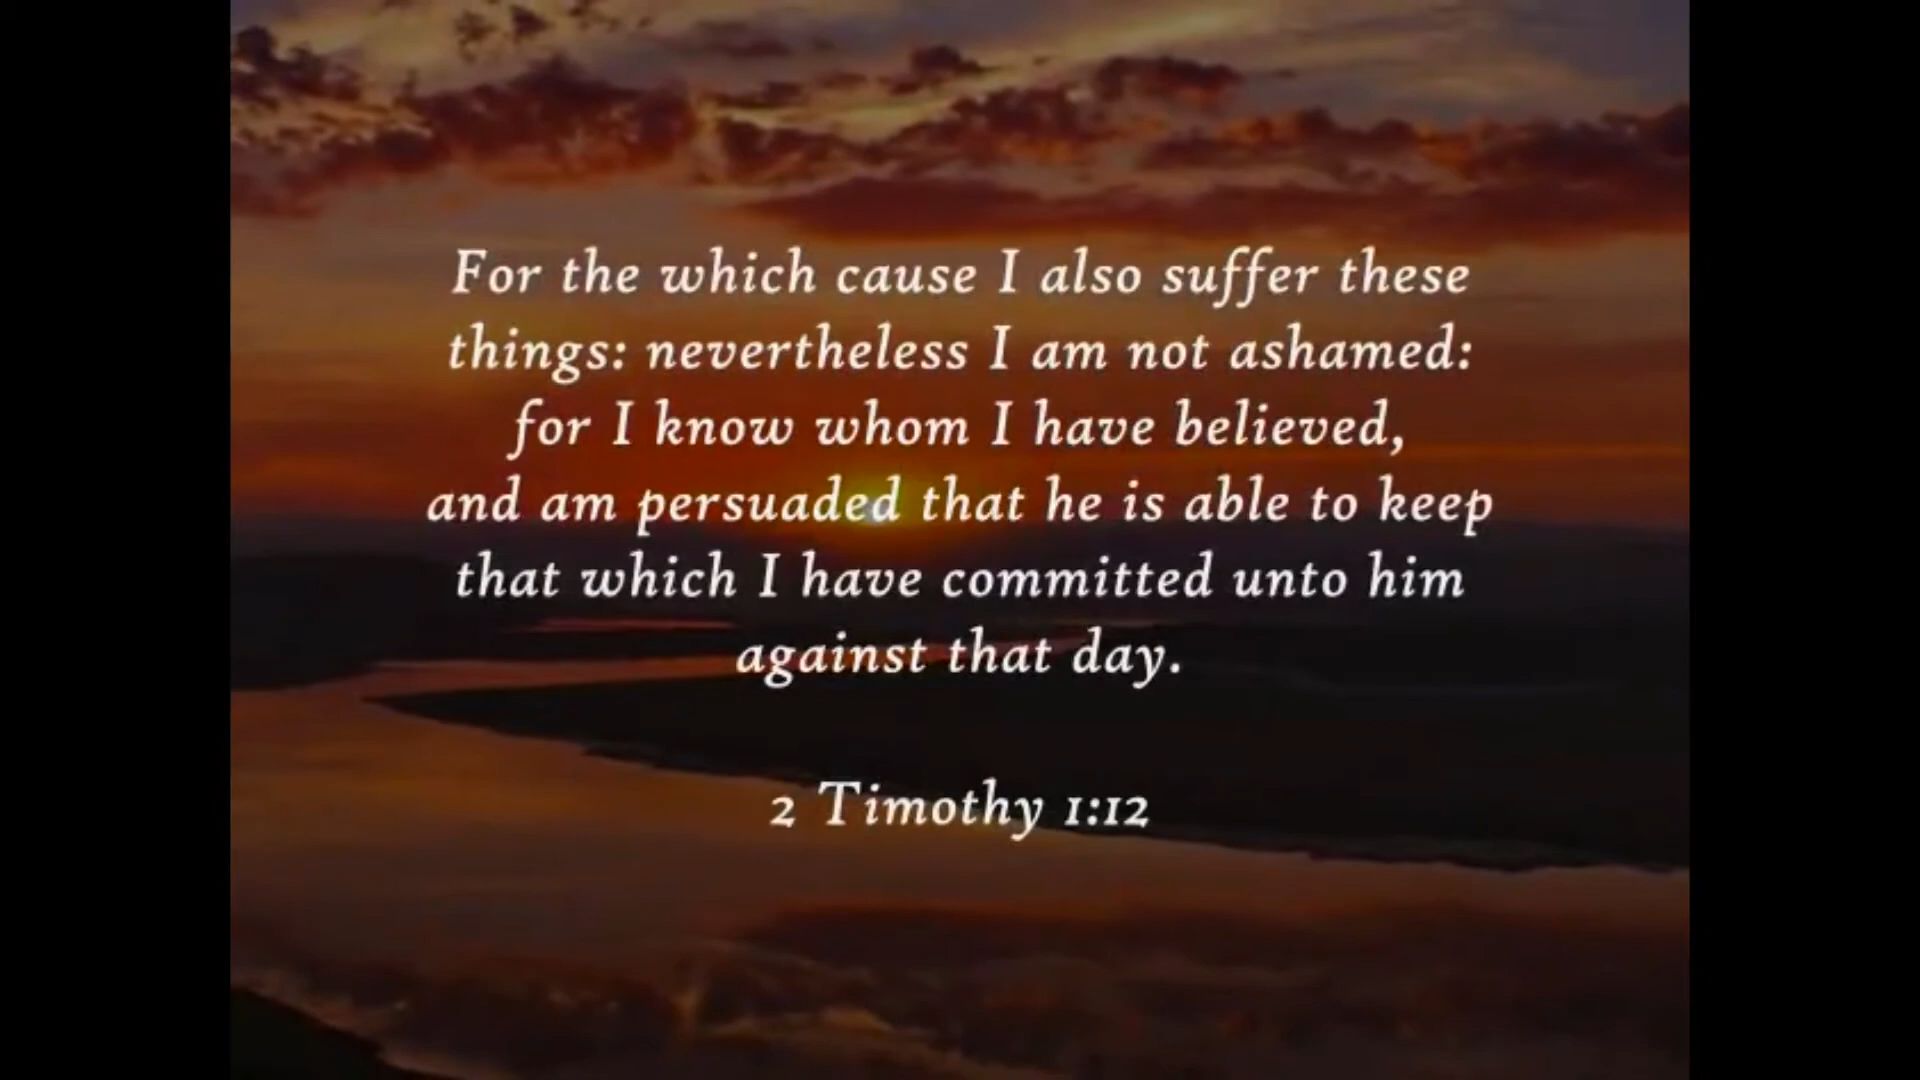 For the which cause I also suffer these
things: nevertheless I am not ashamed:
for I know whom I have believed,
and am persuaded that he is able to keep
that which I have committed unto him
against that day.
2 Timothy 1:12